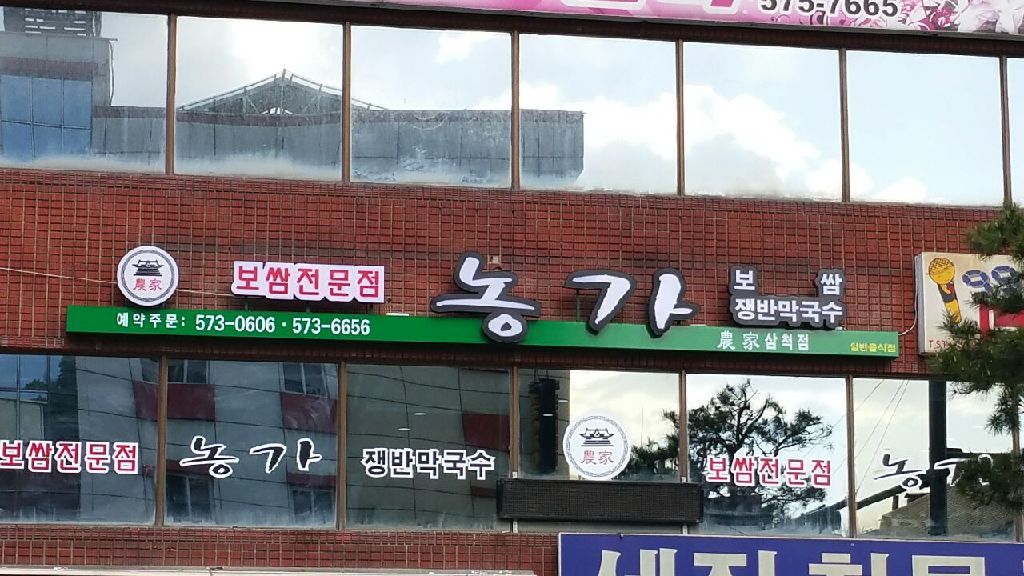 575-7665
農家
보쌈전문점
농가
보 쌈
쟁반막국수
예약주문: 573-0606 · 573-6656
農家삼척점
일반음식점
보쌈전문점
농가
쟁반막국수
農家
보쌈전문점
농가